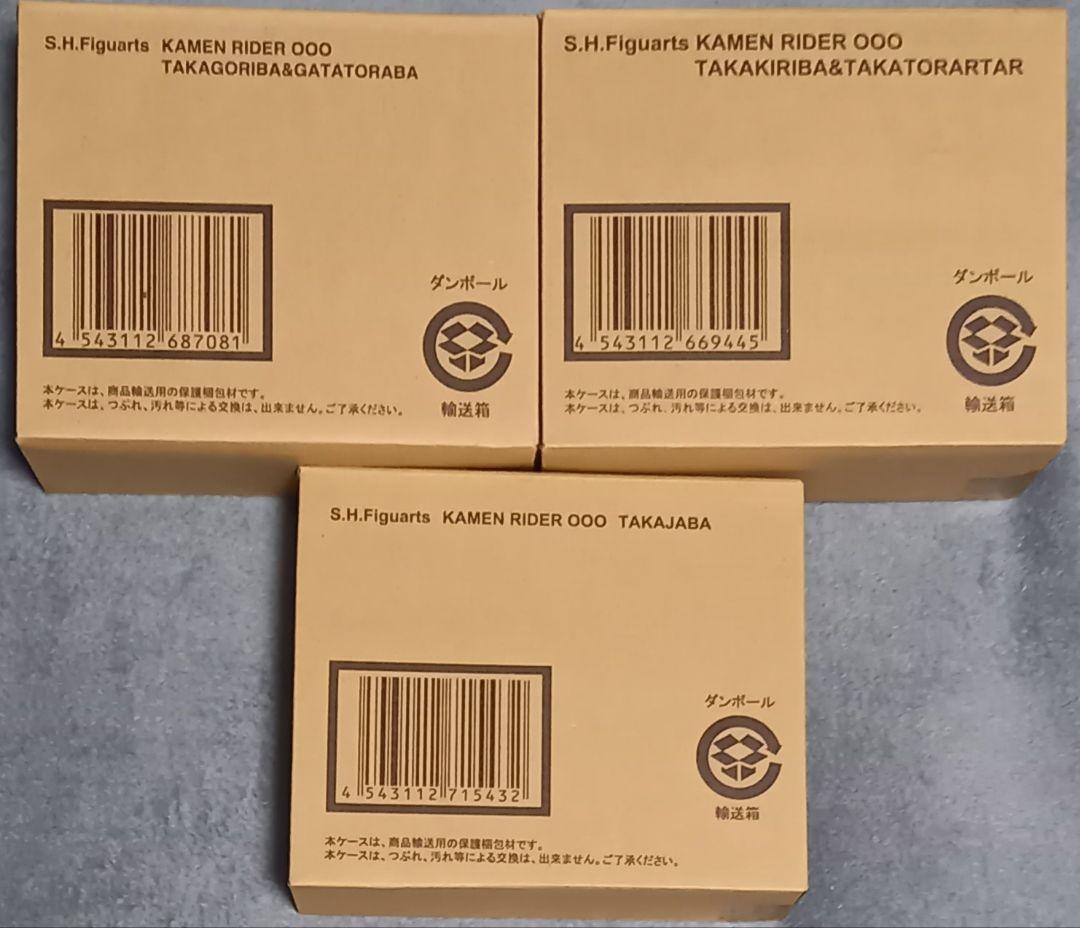 S.H.Figuarts KAMEN RIDER OOO
TAKAGORIBA&GATATORABA
4 543112 687081
ダンボール
輸送箱
本ケースは、商品輸送用の保護梱包材です。
本ケースは、つぶれ、汚れ等による交換は、出来ません。ご了承ください。
S.H.Figuarts KAMEN RIDER OOO
TAKAKIRIBA&TAKATORARTAR
4 543112 669445
ダンボール
輸送箱
本ケースは、商品輸送用の保護梱包材です。
本ケースは、つぶれ、汚れ等による交換は、出来ません。ご了承ください。
S.H.Figuarts KAMEN RIDER OOO TAKAJABA
4 543112 715432
ダンボール
輸送箱
本ケースは、商品輸送用の保護梱包材です。
本ケースは、つぶれ、汚れ等による交換は、出来ません。ご了承ください。